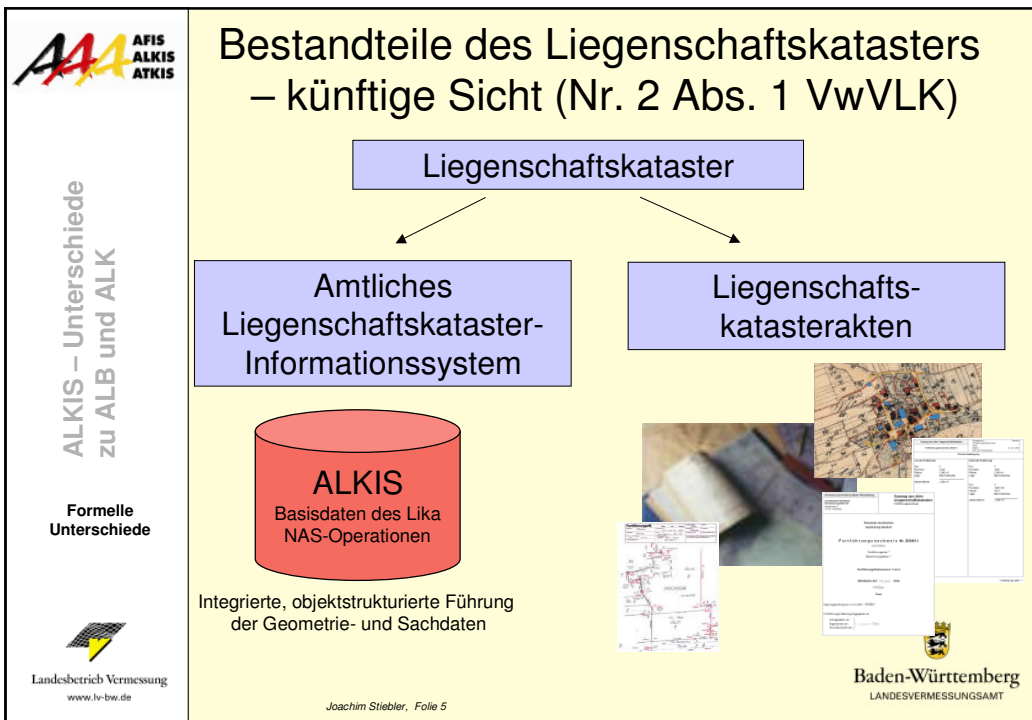 AFIS
ALKIS
ATKIS
ALKIS – Unterschiede
zu ALB und ALK
Formelle
Unterschiede
Landesbetrieb Vermessung
www.lv-bw.de
Bestandteile des Liegenschaftskatasters
– künftige Sicht (Nr. 2 Abs. 1 VwVLK)
Liegenschaftskataster
Amtliches
Liegenschaftskataster-
Informationssystem
Liegenschafts-
katasterakten
ALKIS
Basisdaten des Lika
NAS-Operationen
Integrierte, objektstrukturierte Führung
der Geometrie- und Sachdaten
Joachim Stiebler, Folie 5
Baden-Württemberg
LANDESVERMESSUNGSAMT